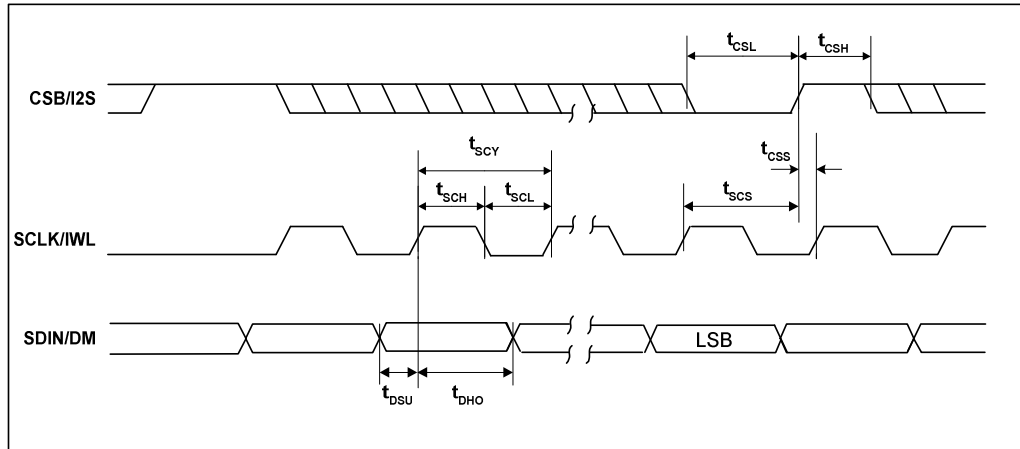 tCSL
tCSH
CSB/I2S
tSCY
tCSS
tSCH
tSCL
tSCS
SCLK/IWL
SDIN/DM
LSB
tDSU
tDHO